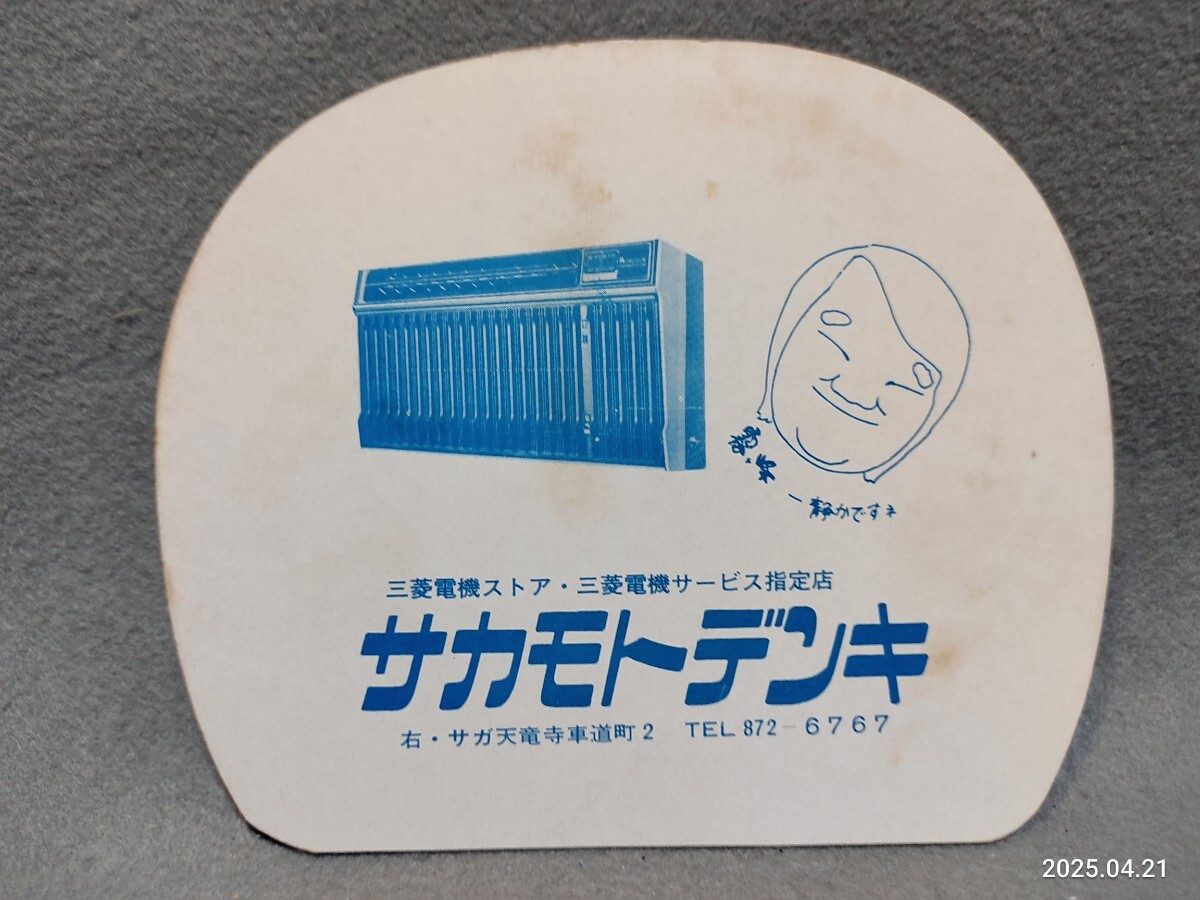 一静かですネ
三菱電機ストア・三菱電機サービス指定店
サカモトデンキ
右・サガ天竜寺車道町2 TEL 872-6767
2025.04.21